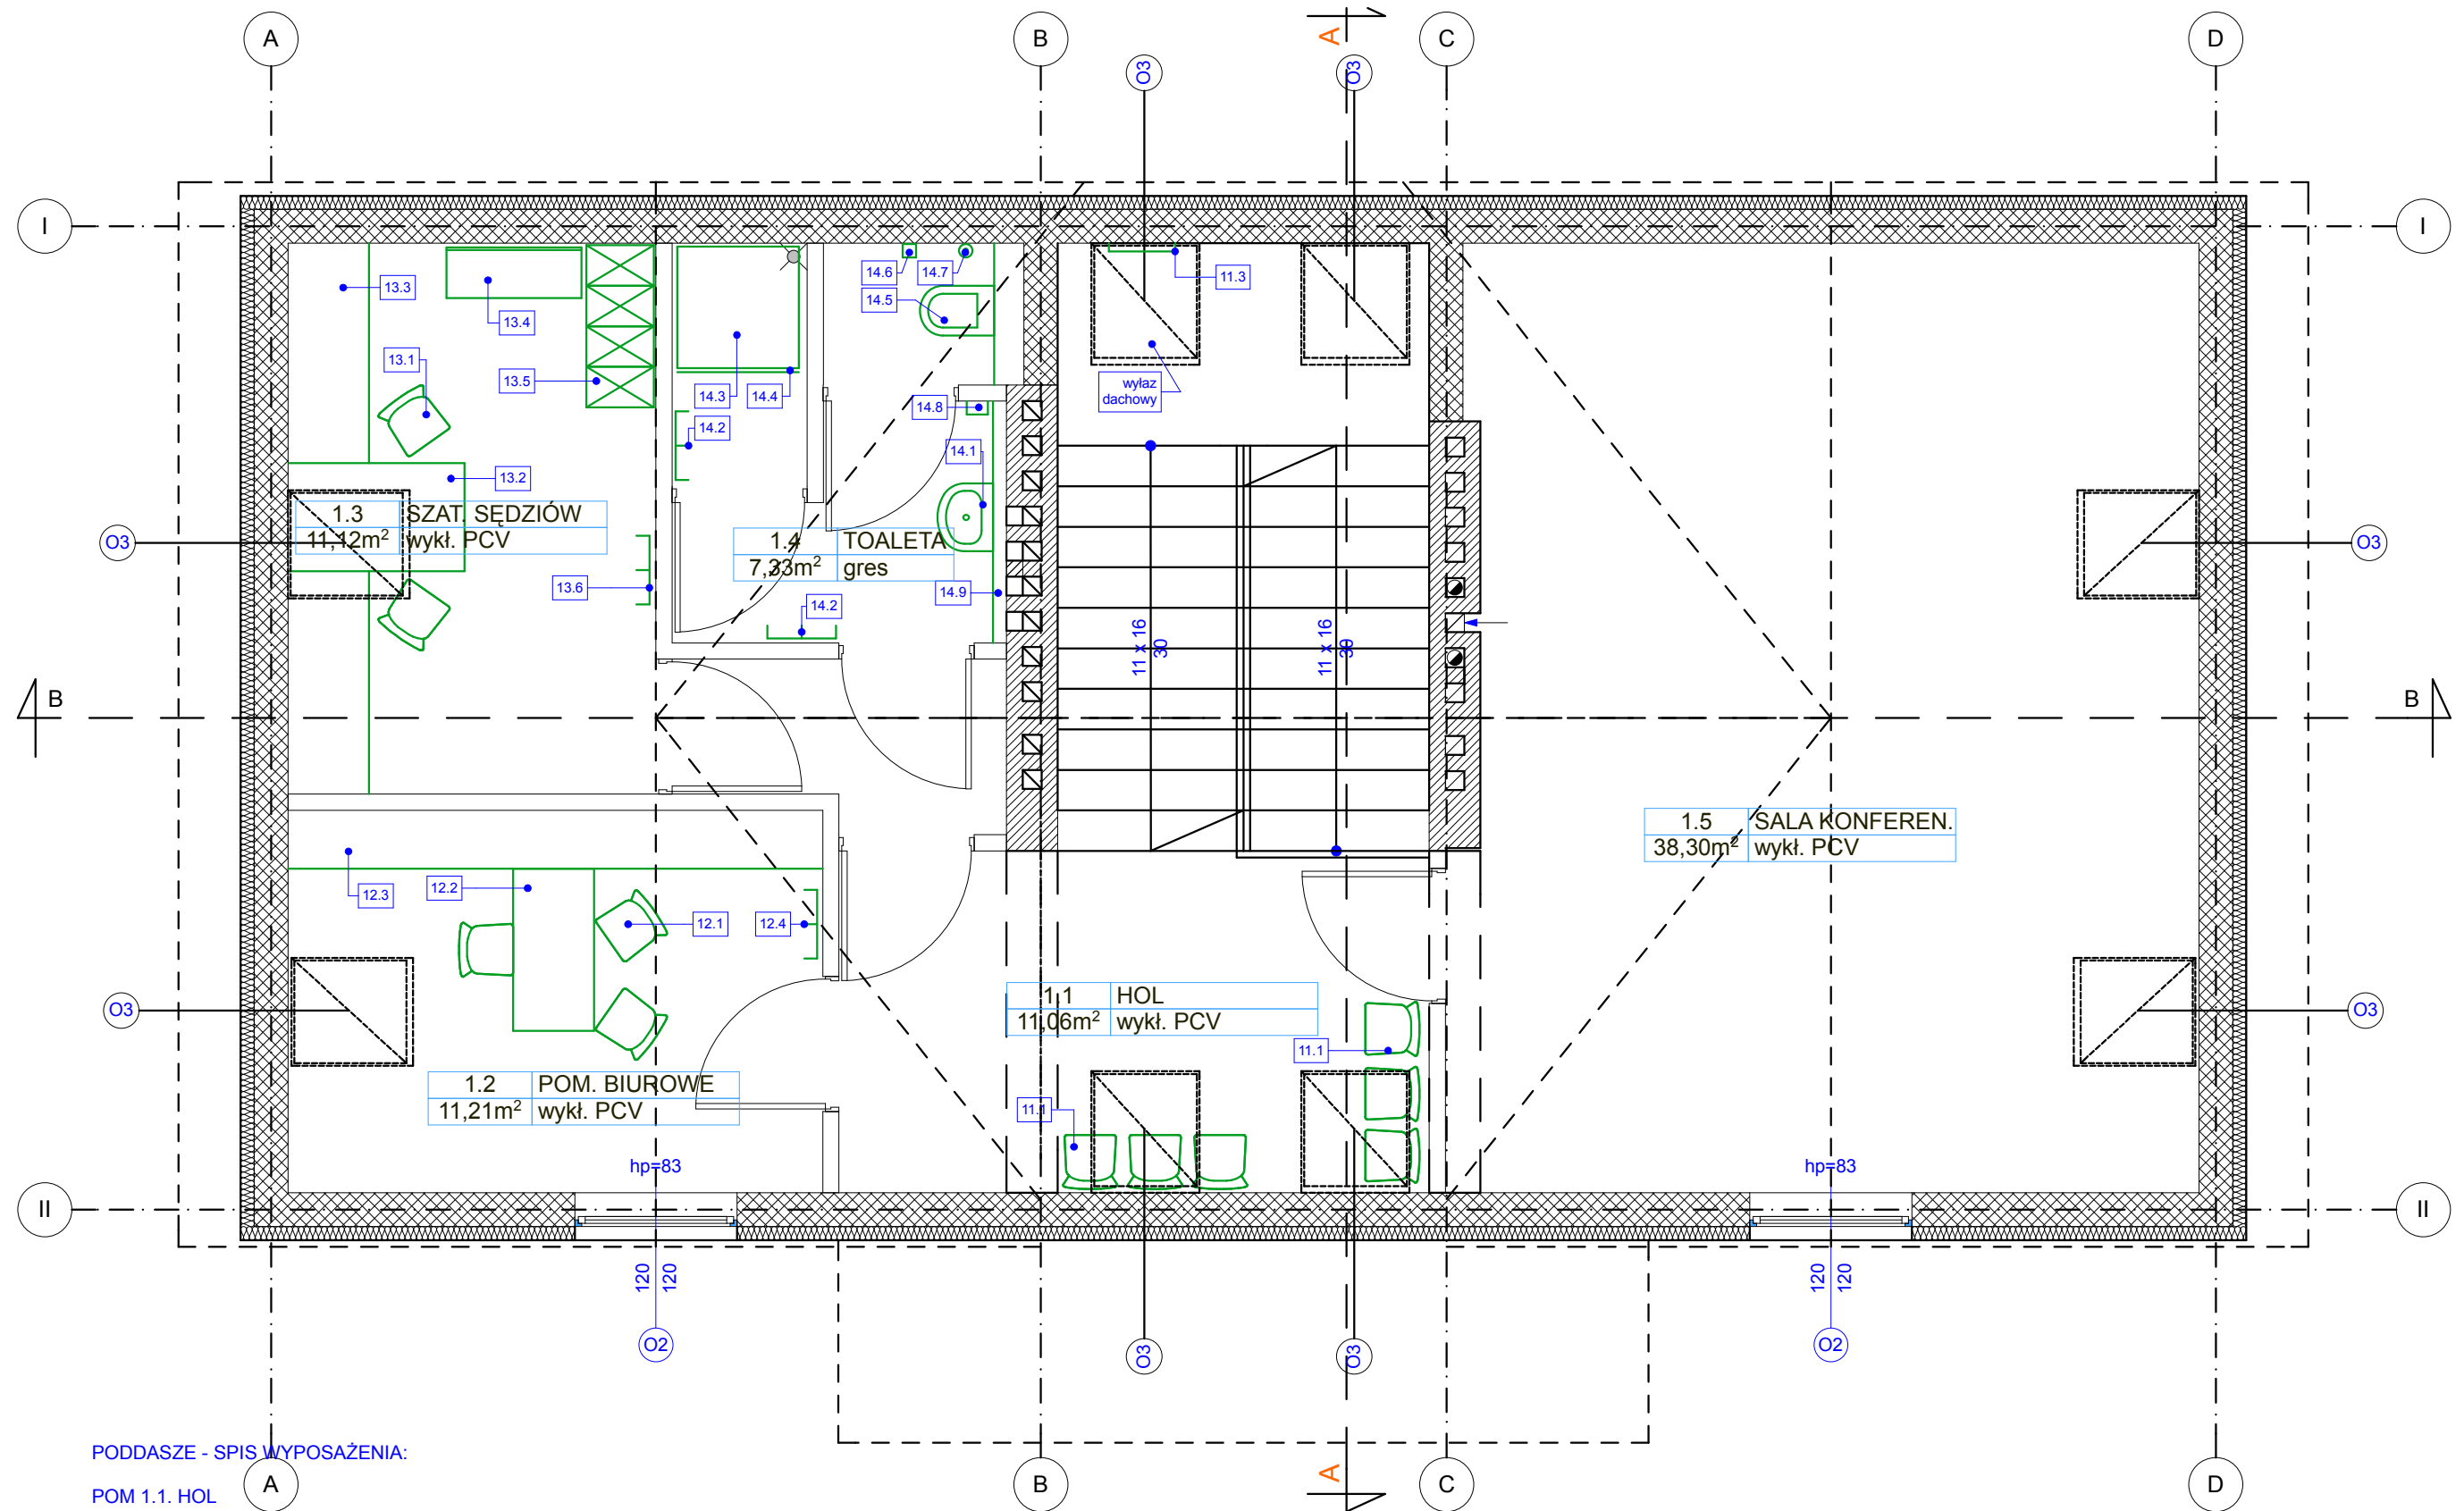 A
B
A
C
D
O3
O3
I
I
13.3
13.4
13.1
13.5
14.6
14.7
14.5
14.3
14.4
14.8
14.2
14.1
11.3
wyłaz
dachowy
13.2
1.3 SZAT. SĘDZIÓW
11,12m² wykł. PCV
1.4 TOALETA
7,33m² gres
O3
O3
13.6
14.9
14.2
11 x 16
30
11 x 16
30
B
B
1.5 SALA KONFEREN.
38,30m² wykł. PCV
12.3
12.2
12.1
12.4
1.1 HOL
11,06m² wykł. PCV
O3
O3
11.1
11.1
1.2 POM. BIUROWE
11,21m² wykł. PCV
hp=83
hp=83
II
II
120
120
120
120
O2
O3
O3
O2
PODDASZE - SPIS WYPOSAŻENIA:
A
B
A
C
D
POM 1.1. HOL